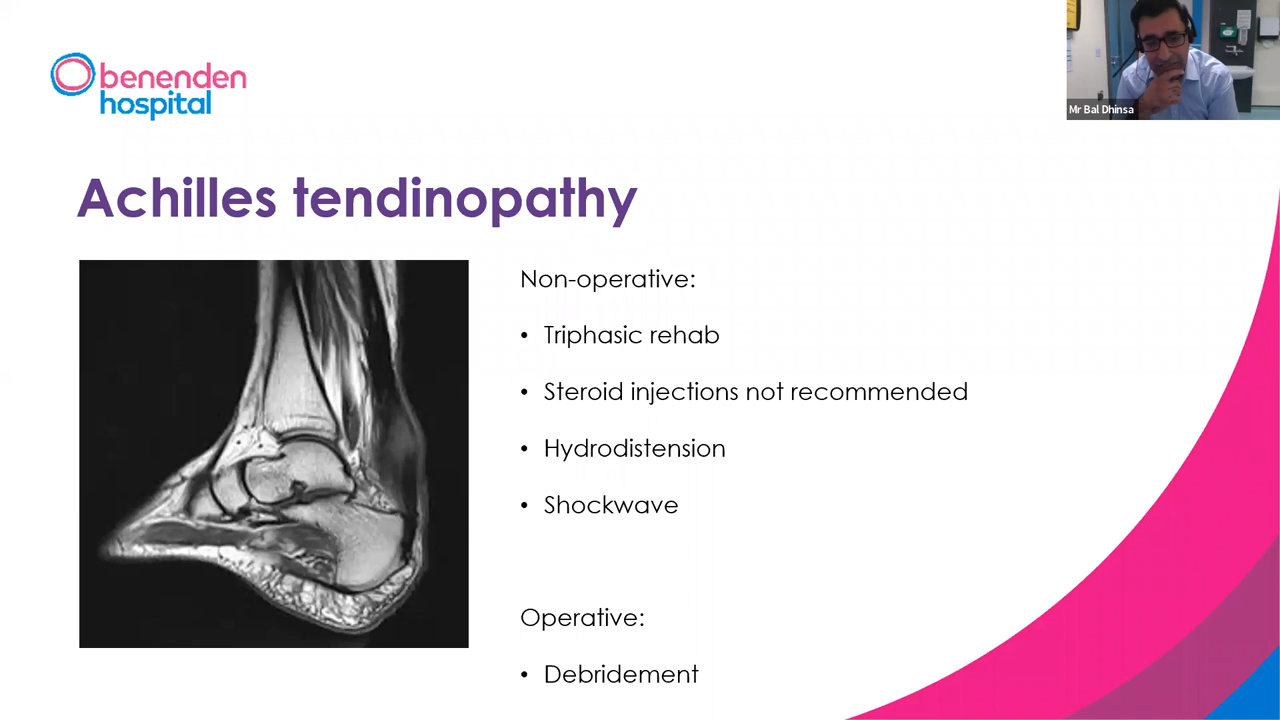 benenden
hospital
Mr Bal Dhinsa
Achilles tendinopathy
Non-operative:
• Triphasic rehab
• Steroid injections not recommended
• Hydrodistension
• Shockwave
Operative:
• Debridement